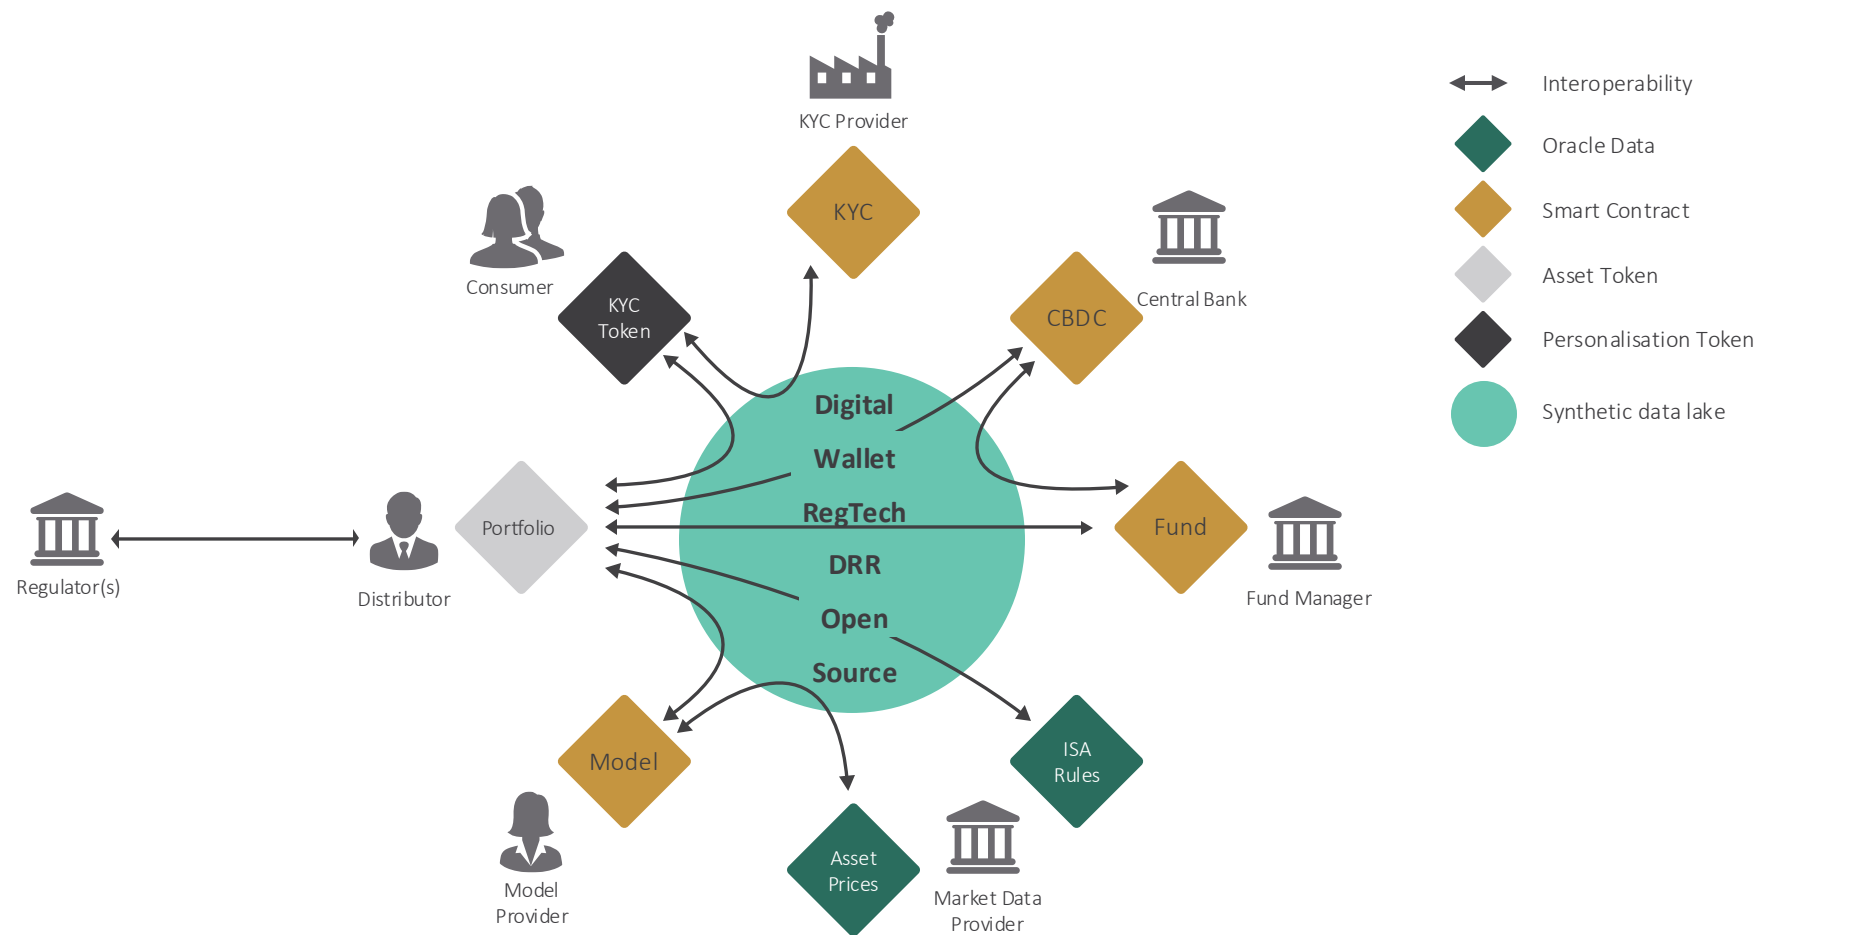 KYC Provider
KYC
Consumer
KYC
Token
CBDC
Central Bank
Digital
Wallet
RegTech
DRR
Open
Source
Regulator(s)
Distributor
Portfolio
Fund
Fund Manager
Model
Model
Provider
Asset
Prices
Market Data
Provider
ISA
Rules
Interoperability
Oracle Data
Smart Contract
Asset Token
Personalisation Token
Synthetic data lake